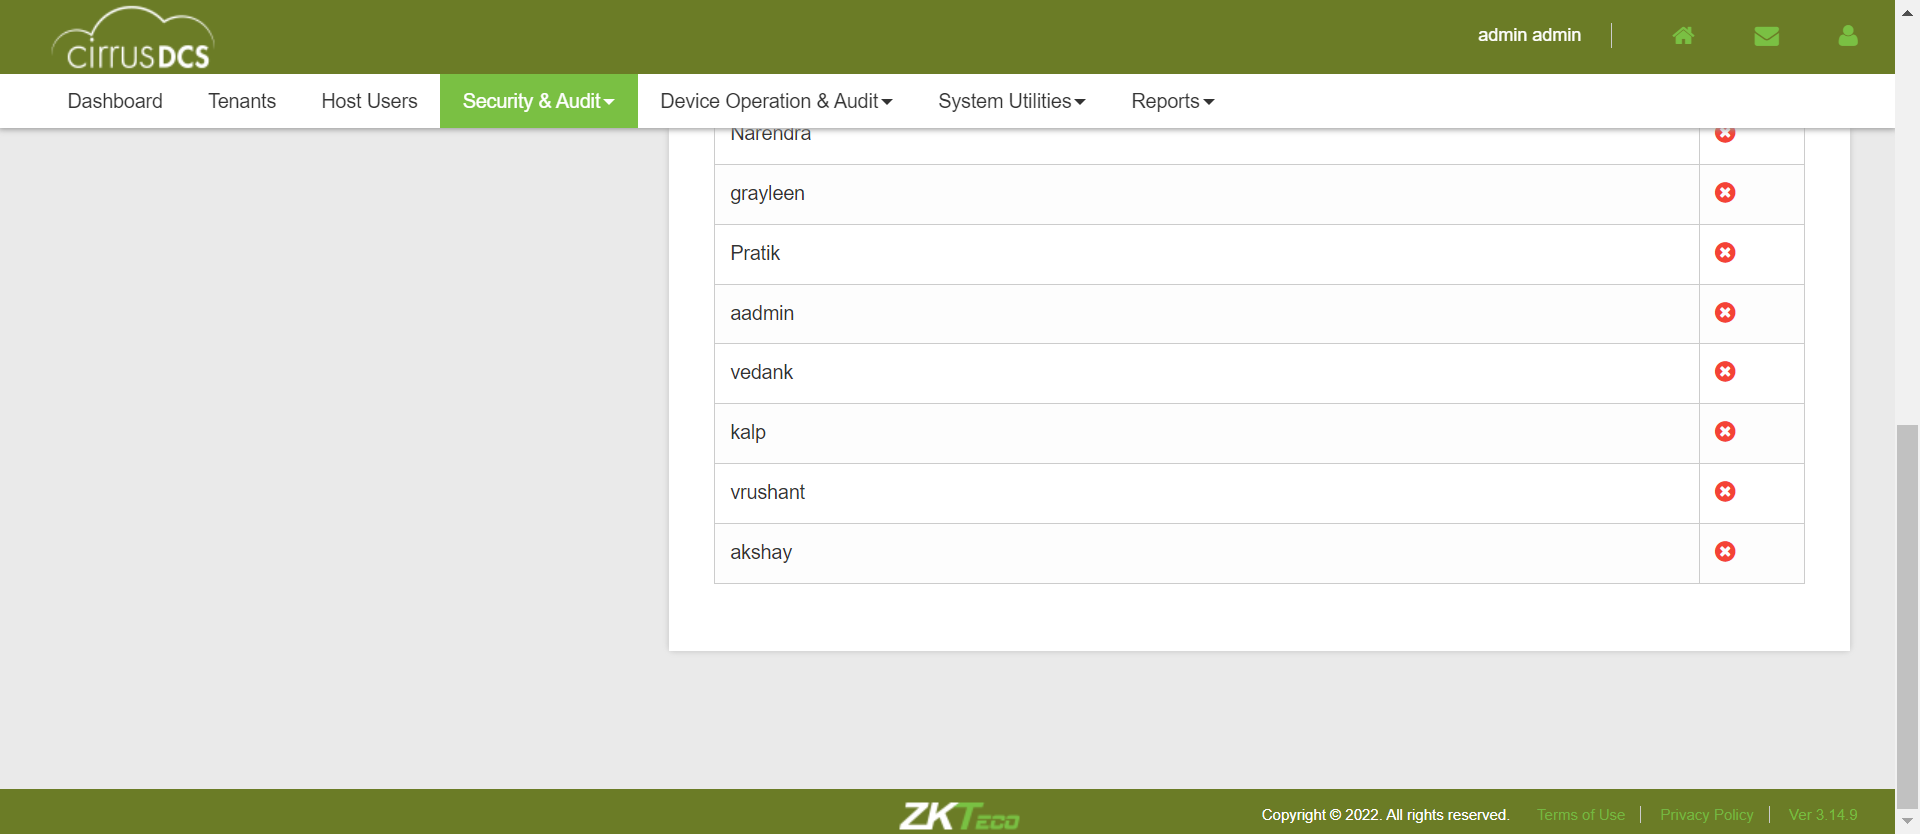 cirrusDCS
admin admin
Dashboard Tenants Host Users Security & Audit Device Operation & Audit System Utilities Reports
Narendra
grayleen
Pratik
aadmin
vedank
kalp
vrushant
akshay
ZKTeco Copyright © 2022. All rights reserved. Terms of Use Privacy Policy Ver 3.14.9